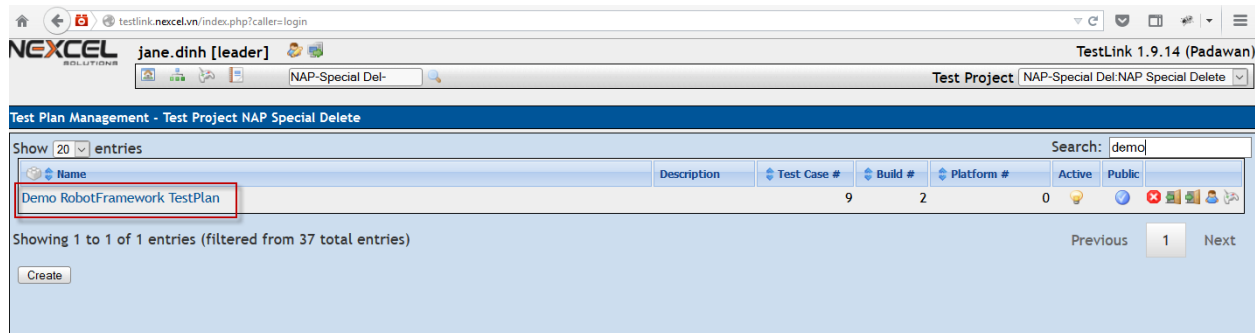 testlink.nexcel.vn/index.php?caller=login
NEXCEL
SOLUTIONS
jane.dinh [leader]
TestLink 1.9.14 (Padawan)
NAP-Special Del-
Test Project NAP-Special Del:NAP Special Delete
Test Plan Management - Test Project NAP Special Delete
Show 20 entries
Search: demo
Name Description Test Case # Build # Platform # Active Public
Demo RobotFramework TestPlan 9 2 0
Showing 1 to 1 of 1 entries (filtered from 37 total entries)
Previous 1 Next
Create